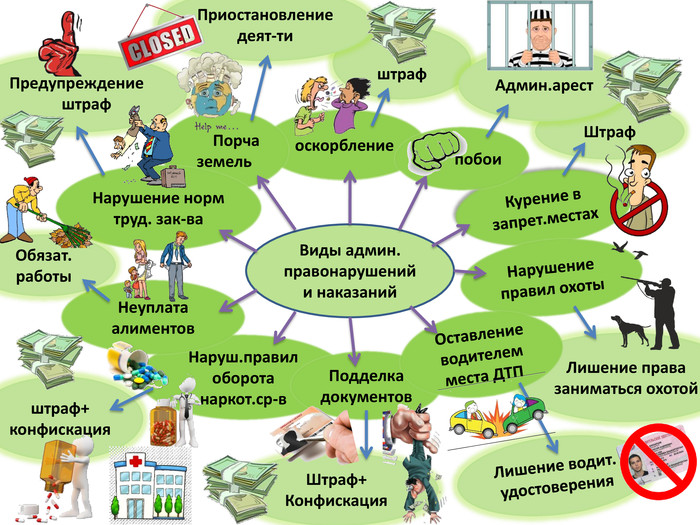 Приостановление
деят-ти
CLOSED
штраф
Предупреждение
штраф
Админ.арест
Штраф
Help me...
Порча
земель
оскорбление
побои
Курение в
запрет.местах
Нарушение норм
труд. зак-ва
Виды админ.
правонарушений
и наказаний
Нарушение
правил охоты
Обязат.
работы
Неуплата
алиментов
Оставление
водителем
места ДТП
Лишение права
заниматься охотой
Наруш.правил
оборота
наркот.ср-в
Подделка
документов
штраф+
конфискация
Штраф+
Конфискация
Лишение водит.
удостоверения